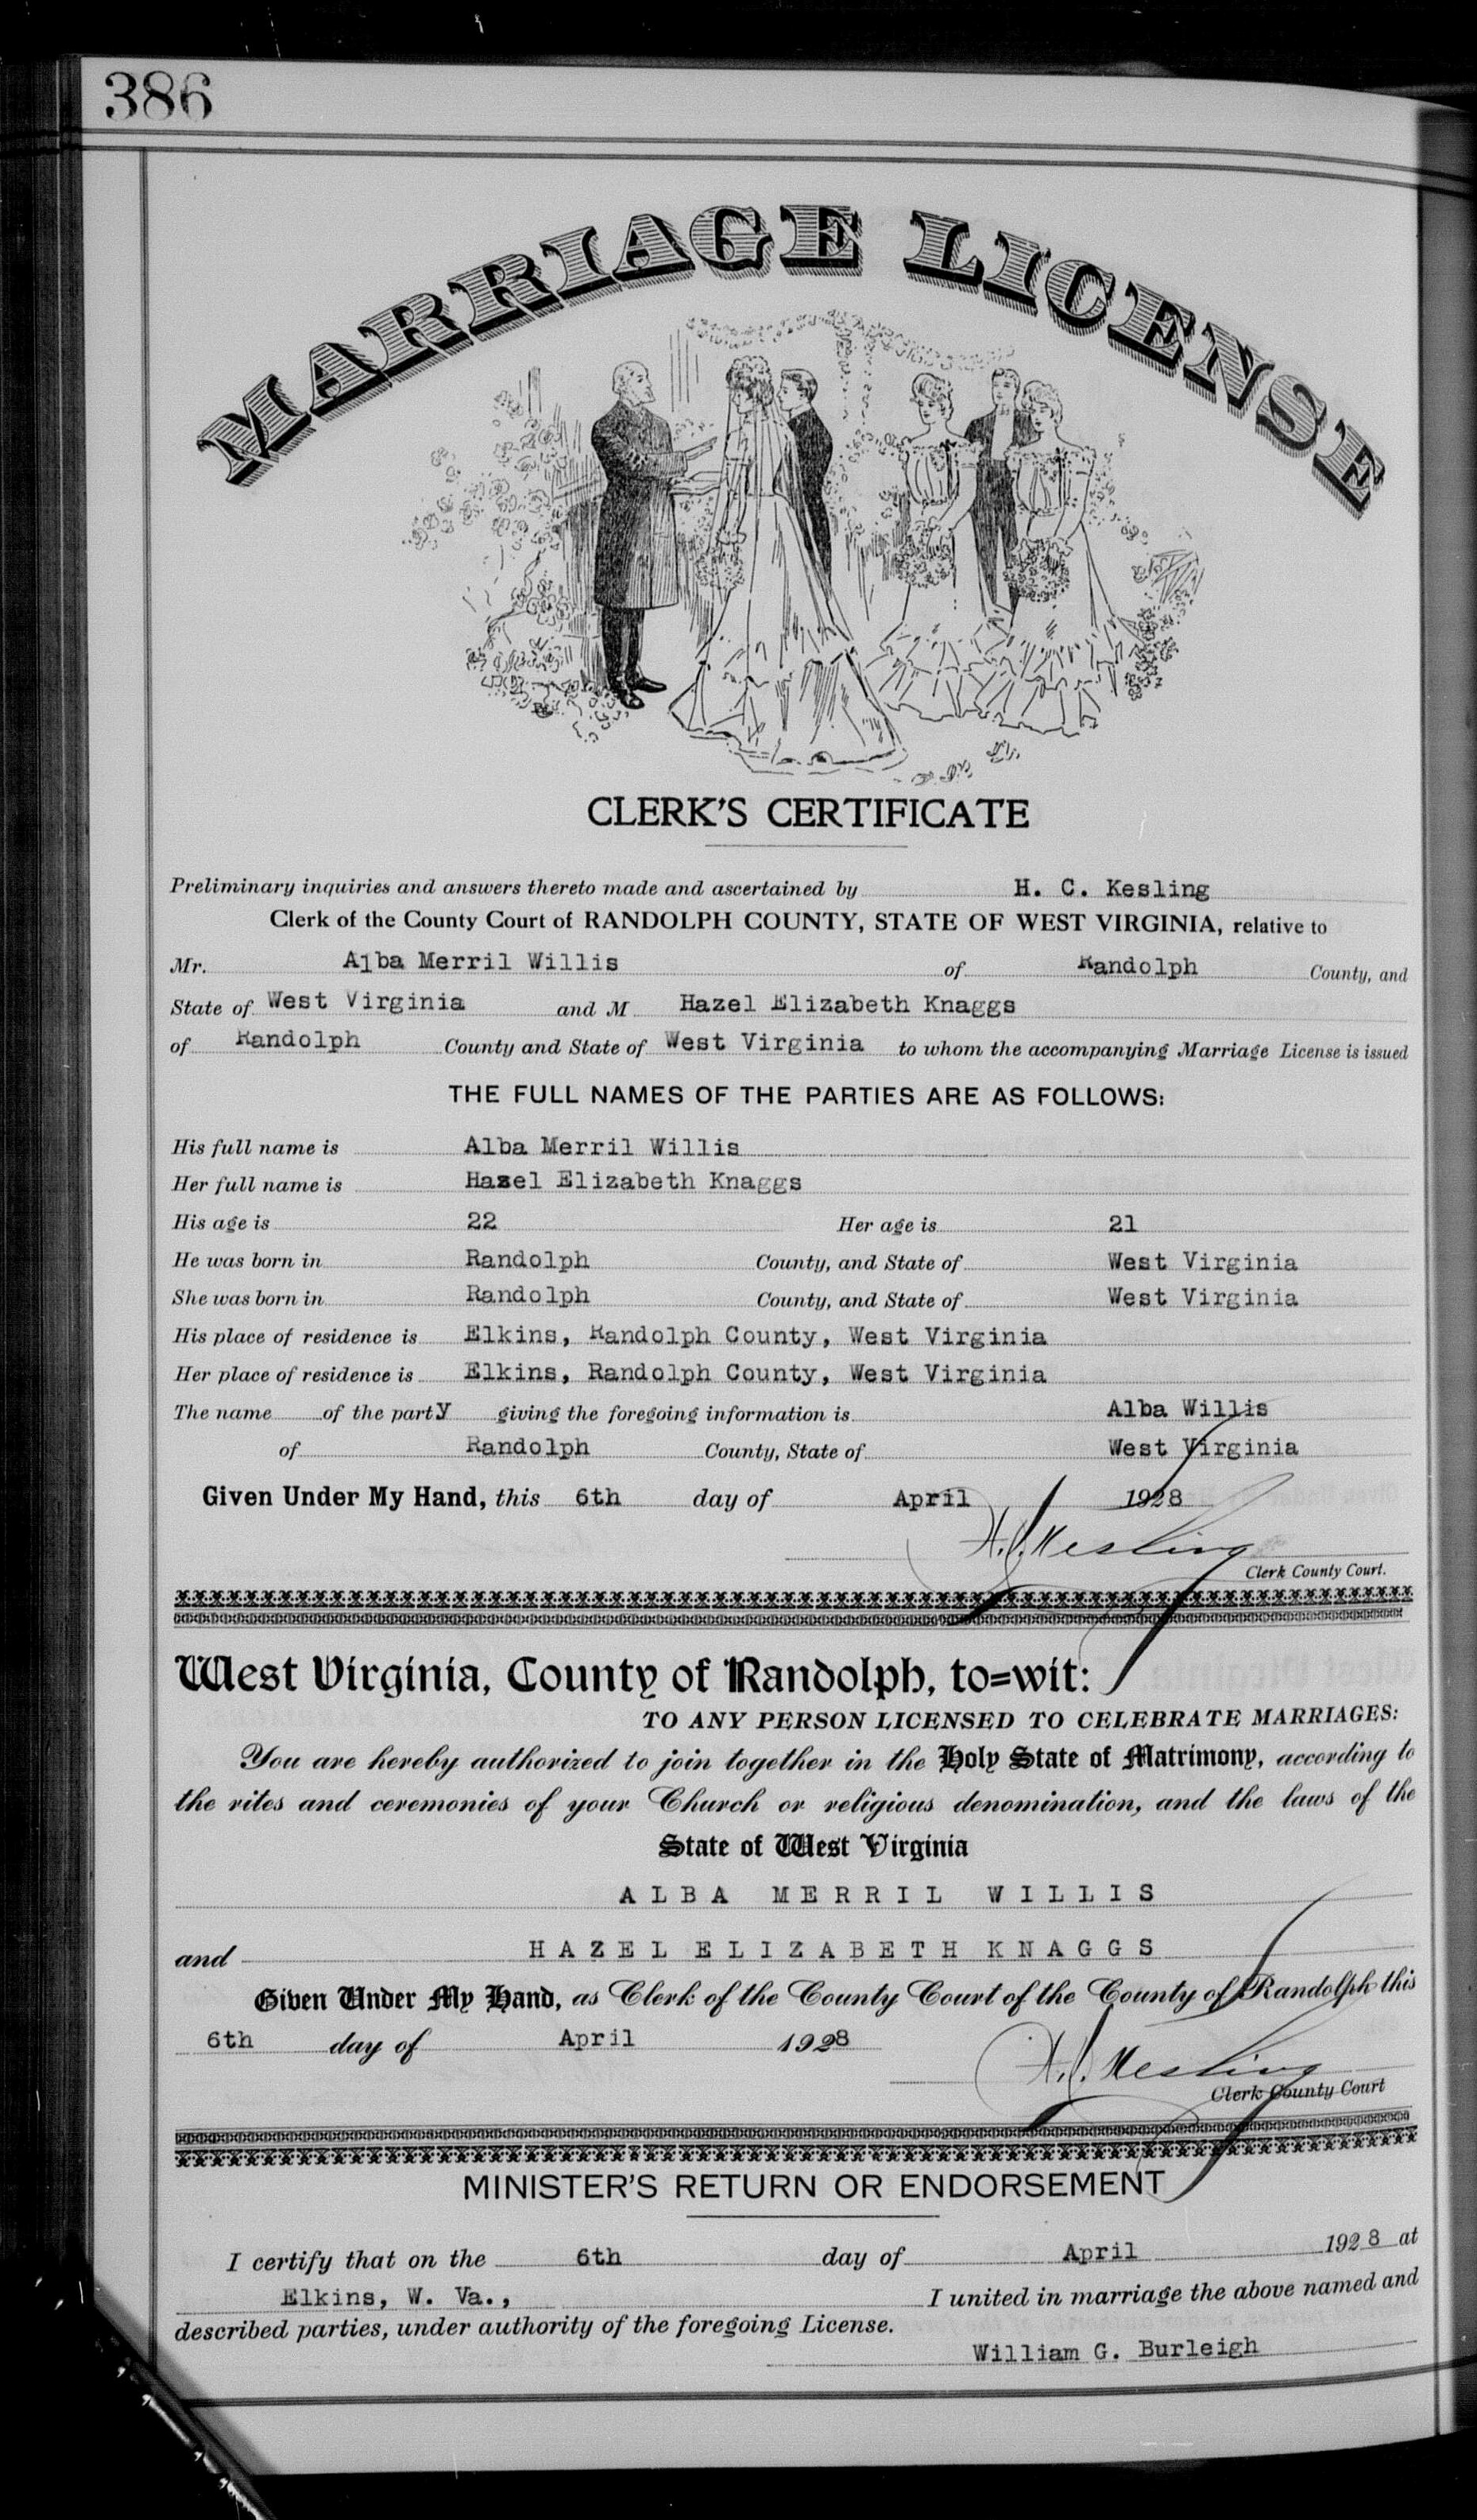 386
MARRIAGE LICENSE
CLERK'S CERTIFICATE
Preliminary inquiries and answers thereto made and ascertained by H. C. Kesling
Clerk of the County Court of RANDOLPH COUNTY, STATE OF WEST VIRGINIA, relative to
Mr. Alba Merril Willis of Randolph County, and
State of West Virginia and M Hazel Elizabeth Knaggs
of Randolph County and State of West Virginia to whom the accompanying Marriage License is issued
THE FULL NAMES OF THE PARTIES ARE AS FOLLOWS:
His full name is Alba Merril Willis
Her full name is Hazel Elizabeth Knaggs
His age is 22 Her age is 21
He was born in Randolph County, and State of West Virginia
She was born in Randolph County, and State of West Virginia
His place of residence is Elkins, Randolph County, West Virginia
Her place of residence is Elkins, Randolph County, West Virginia
The name of the party giving the foregoing information is Alba Willis
of Randolph County, State of West Virginia
Given Under My Hand, this 6th day of April 1928
H. C. Kesling
Clerk County Court.
West Virginia, County of Randolph, to=wit:
TO ANY PERSON LICENSED TO CELEBRATE MARRIAGES:
You are hereby authorized to join together in the Holy State of Matrimony, according to
the rites and ceremonies of your Church or religious denomination, and the laws of the
State of West Virginia
ALBA MERRIL WILLIS
and HAZEL ELIZABETH KNAGGS
Given Under My Hand, as Clerk of the County Court of the County of Randolph this
6th day of April 1928
H. C. Kesling
Clerk County Court
MINISTER'S RETURN OR ENDORSEMENT
I certify that on the 6th day of April 1928 at
Elkins, W. Va., I united in marriage the above named and
described parties, under authority of the foregoing License.
William G. Burleigh